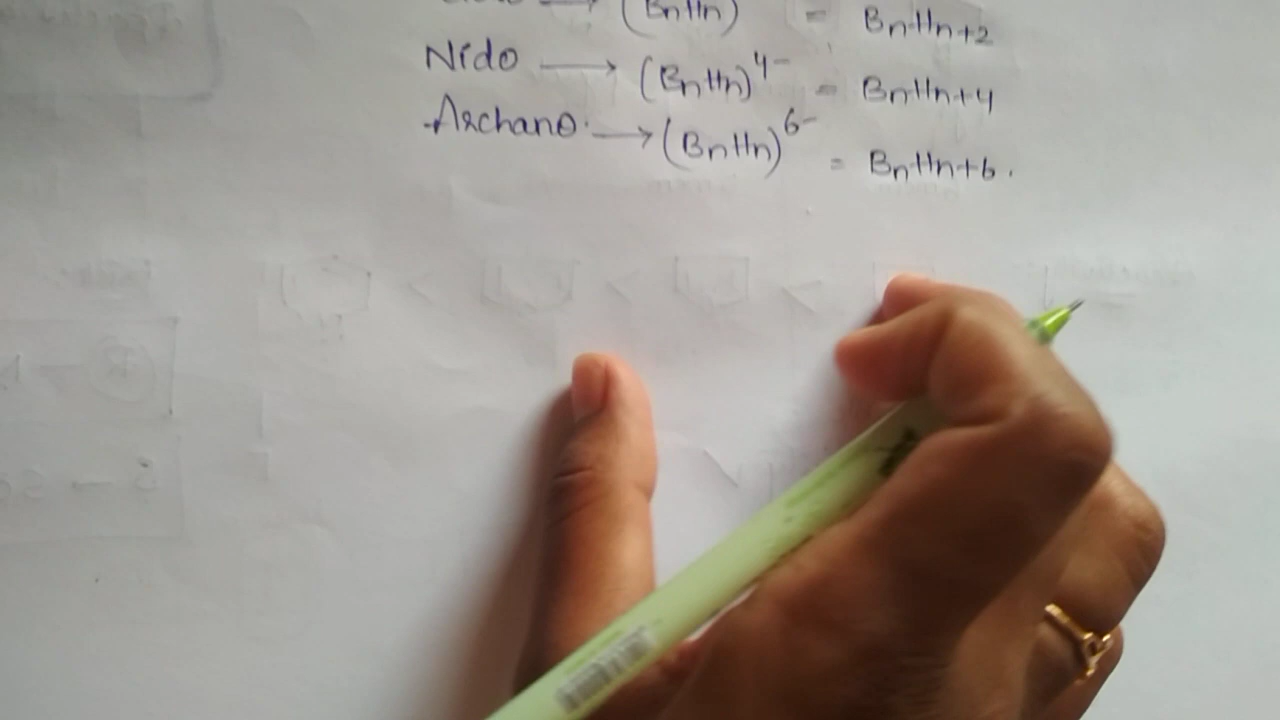 → (BnHn) = BnHn+2
Nido → (BnHn)4- = BnHn+4
Archano. → (BnHn)6- = BnHn+6.